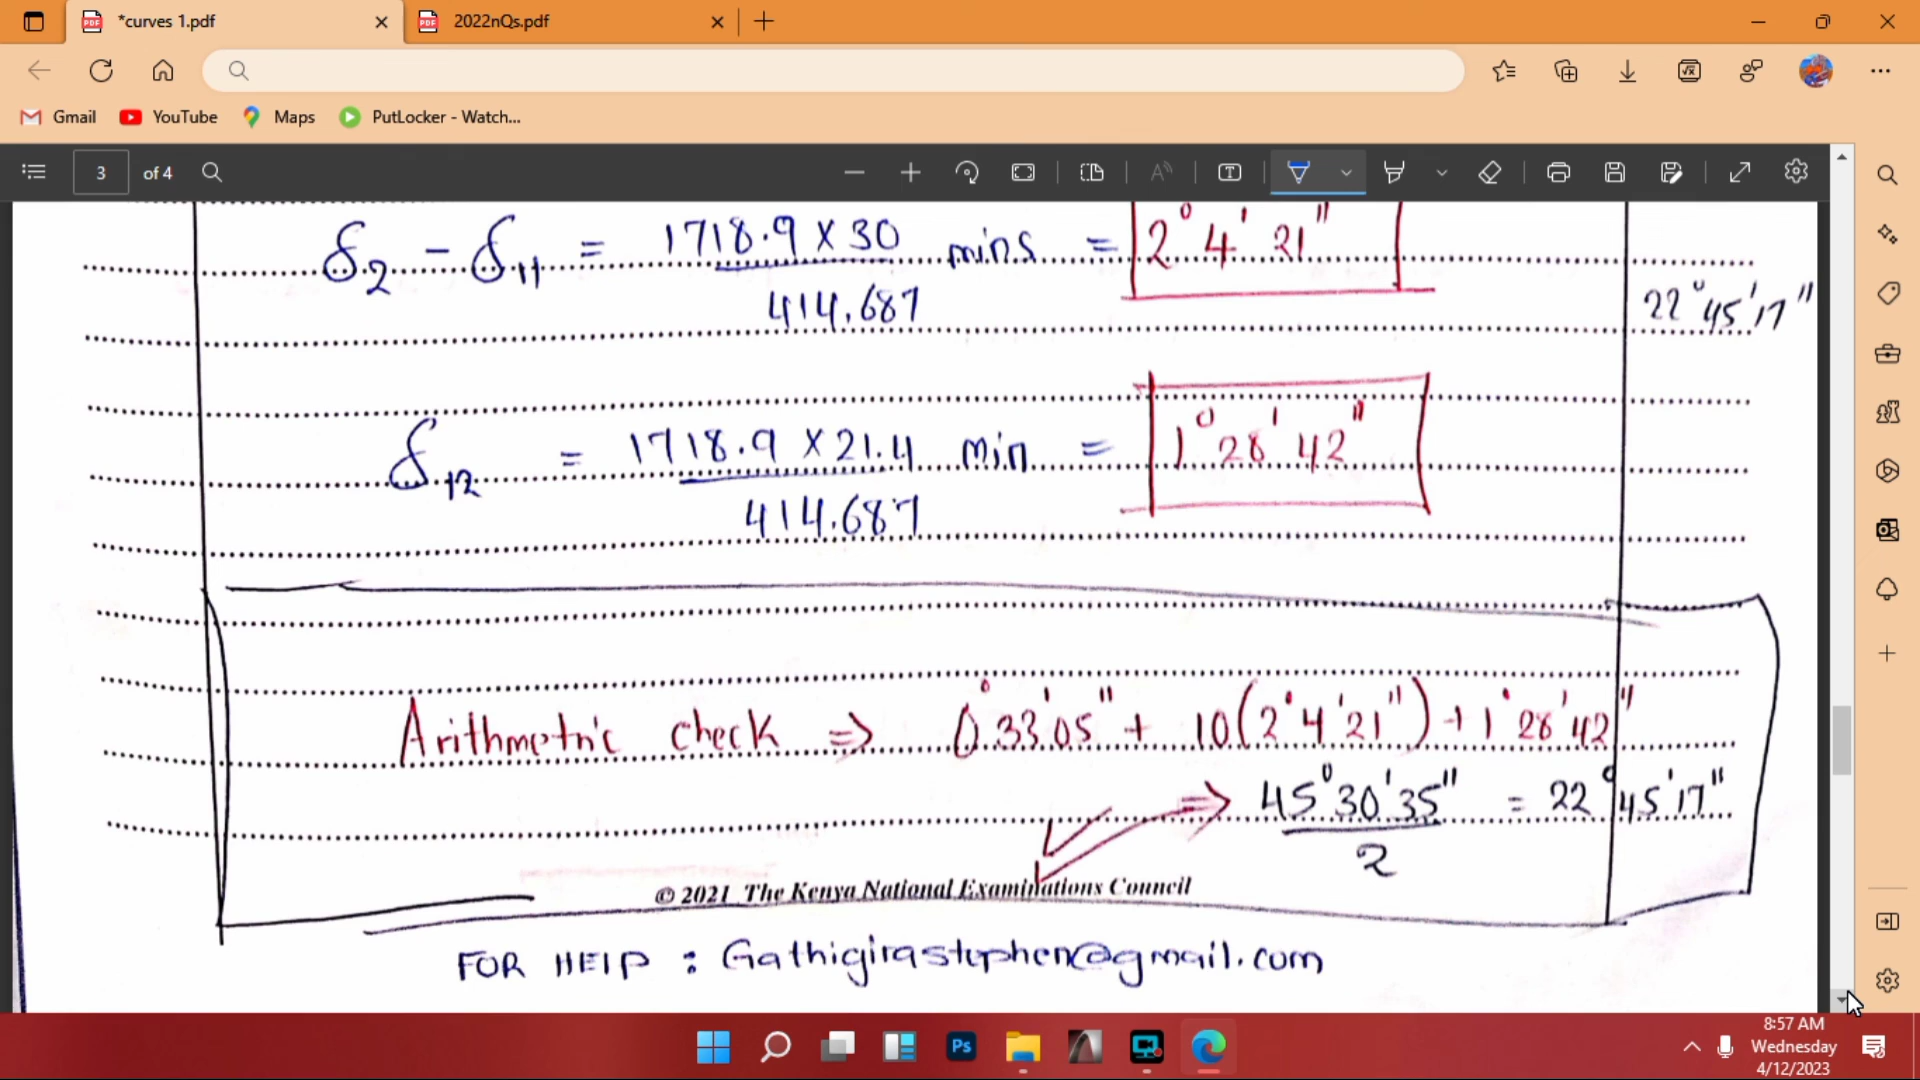 *curves 1.pdf
2022nQs.pdf
Gmail YouTube Maps PutLocker - Watch...
3 of 4
δ2 - δ11 = 1718.9 X 30 mins = 2° 4' 21"
414.687
22° 45' 17"
δ12 = 1718.9 X 21.4 min = 1° 28' 42"
414.687
Arithmetric check => 0° 33' 05" + 10(2° 4' 21") + 1° 28' 42"
=> 45° 30' 35" = 22° 45' 17"
2
© 2021 The Kenya National Examinations Council
FOR HELP : Gathigirastephen@gmail.com
Ps
8:57 AM
Wednesday
4/12/2023